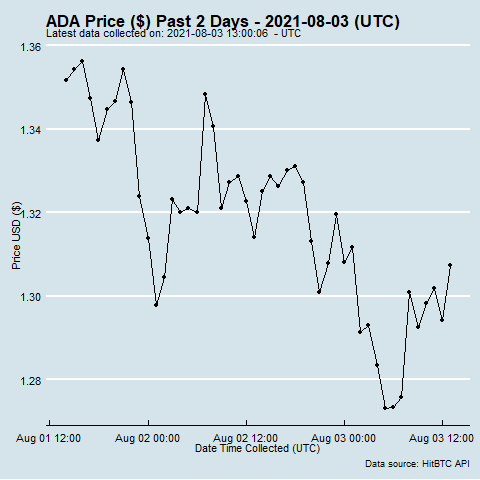 ADA Price ($) Past 2 Days - 2021-08-03 (UTC)
Latest data collected on: 2021-08-03 13:00:06 - UTC
1.36
1.34
1.32
1.30
1.28
Price USD ($)
Aug 01 12:00
Aug 02 00:00
Aug 02 12:00
Aug 03 00:00
Aug 03 12:00
Date Time Collected (UTC)
Data source: HitBTC API